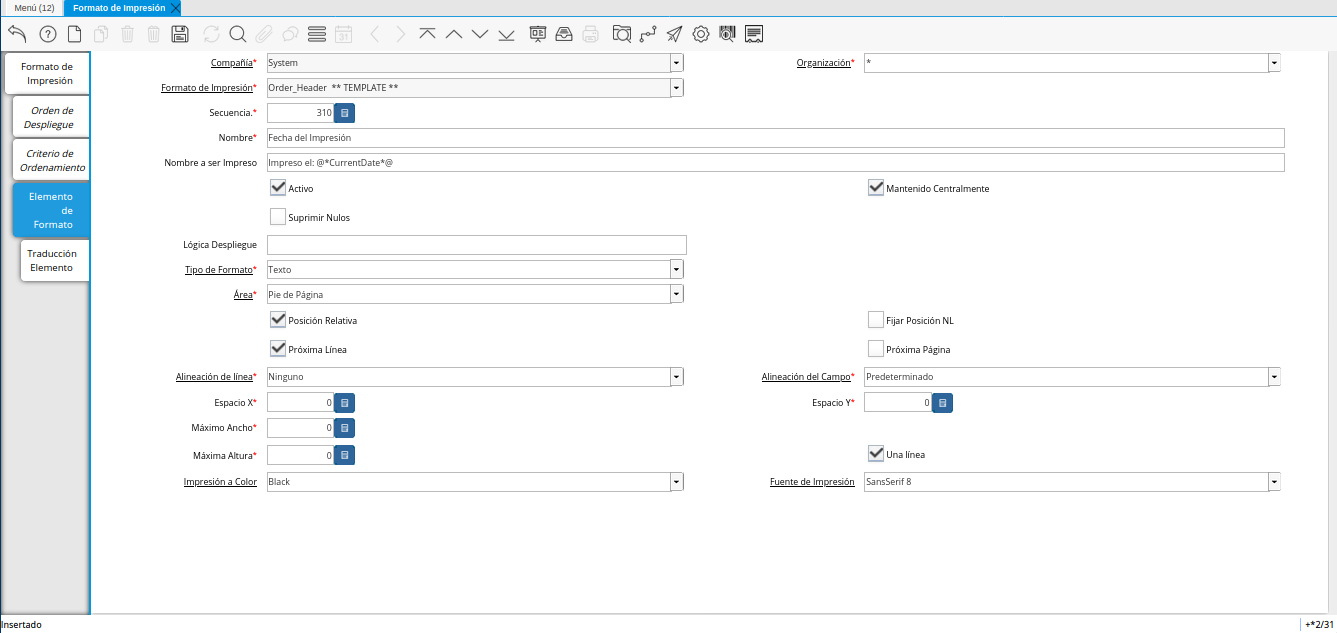 Menú (12) Formato de Impresión
31
Formato de
Impresión
Orden de
Despliegue
Criterio de
Ordenamiento
Elemento
de
Formato
Traducción
Elemento
Compañía* System Organización* *
Formato de Impresión* Order_Header ** TEMPLATE **
Secuencia.* 310
Nombre* Fecha del Impresión
Nombre a ser Impreso Impreso el: @*CurrentDate*@
Activo Mantenido Centralmente
Suprimir Nulos
Lógica Despliegue
Tipo de Formato* Texto
Área* Pie de Página
Posición Relativa Fijar Posición NL
Próxima Línea Próxima Página
Alineación de línea* Ninguno Alineación del Campo* Predeterminado
Espacio X* 0 Espacio Y* 0
Máximo Ancho* 0
Máxima Altura* 0 Una línea
Impresión a Color Black Fuente de Impresión SansSerif 8
Insertado +*2/31